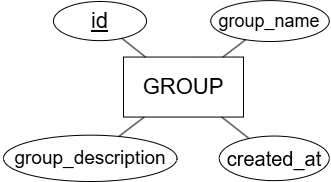 id
group_name
GROUP
group_description
created_at